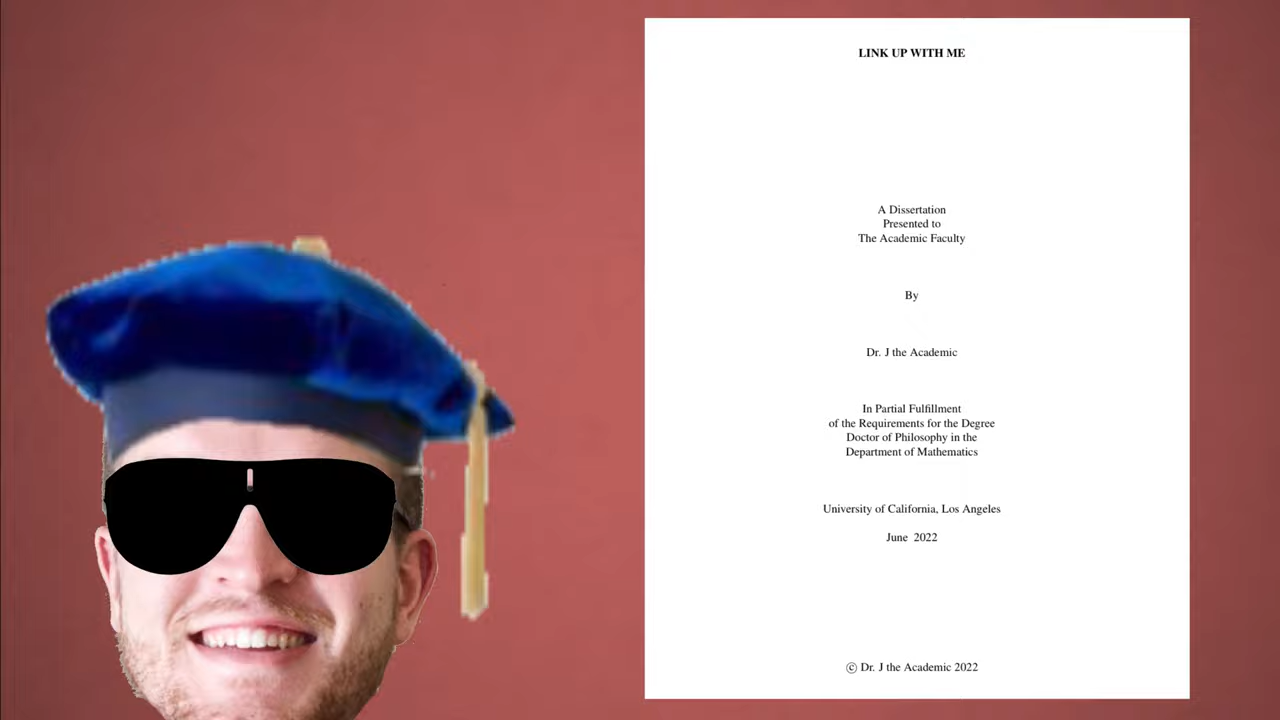 LINK UP WITH ME
A Dissertation
Presented to
The Academic Faculty
By
Dr. J the Academic
In Partial Fulfillment
of the Requirements for the Degree
Doctor of Philosophy in the
Department of Mathematics
University of California, Los Angeles
June 2022
© Dr. J the Academic 2022